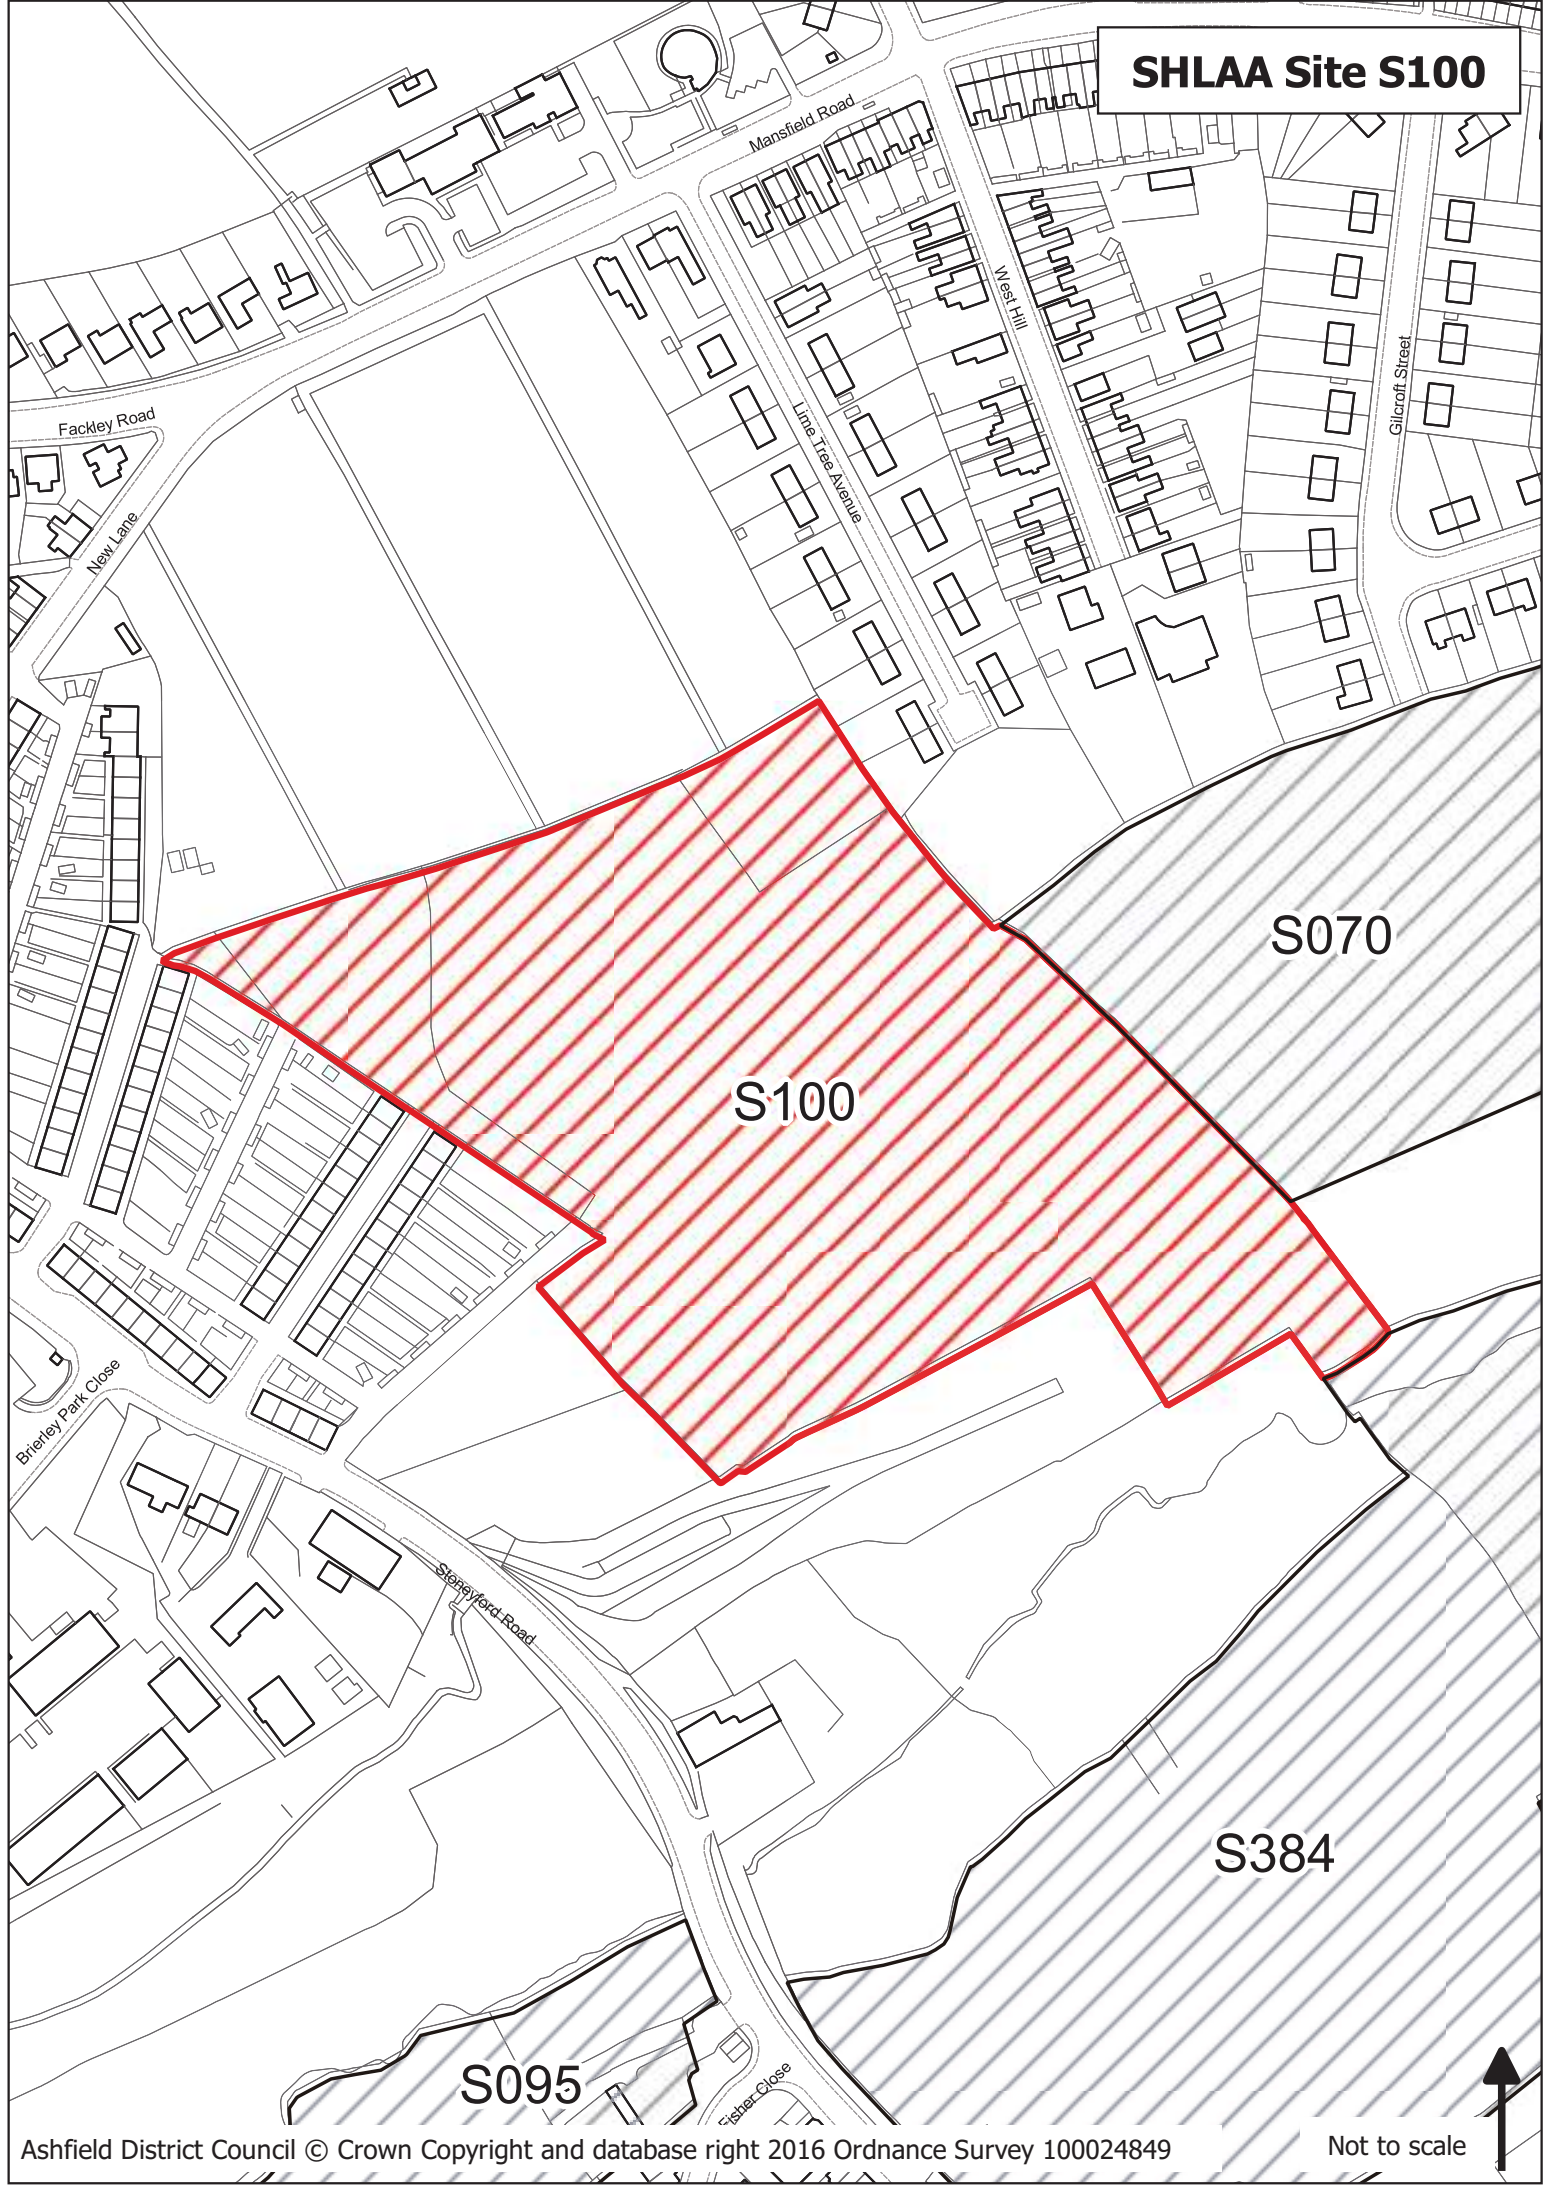 SHLAA Site S100
Mansfield Road
West Hill
Gilcroft Street
Fackley Road
Lime Tree Avenue
New Lane
S070
S100
Brierley Park Close
Stoneyford Road
S384
S095
Fisher Close
Ashfield District Council © Crown Copyright and database right 2016 Ordnance Survey 100024849
Not to scale